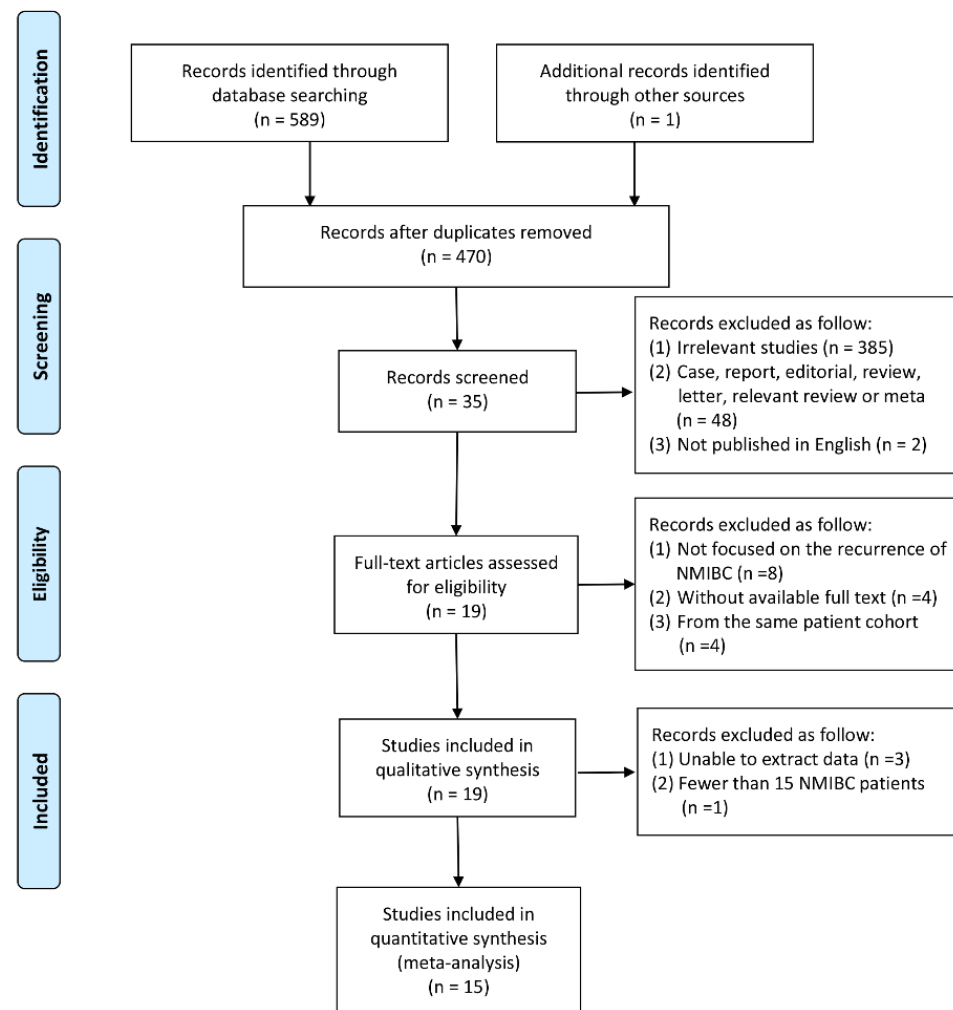 Identification
Records identified through
database searching
(n = 589)
Additional records identified
through other sources
(n = 1)
Records after duplicates removed
(n = 470)
Screening
Records screened
(n = 35)
Records excluded as follow:
(1) Irrelevant studies (n = 385)
(2) Case, report, editorial, review,
letter, relevant review or meta
(n = 48)
(3) Not published in English (n = 2)
Eligibility
Full-text articles assessed
for eligibility
(n = 19)
Records excluded as follow:
(1) Not focused on the recurrence of
NMIBC (n =8)
(2) Without available full text (n =4)
(3) From the same patient cohort
(n =4)
Included
Studies included in
qualitative synthesis
(n = 19)
Records excluded as follow:
(1) Unable to extract data (n =3)
(2) Fewer than 15 NMIBC patients
(n =1)
Studies included in
quantitative synthesis
(meta-analysis)
(n = 15)